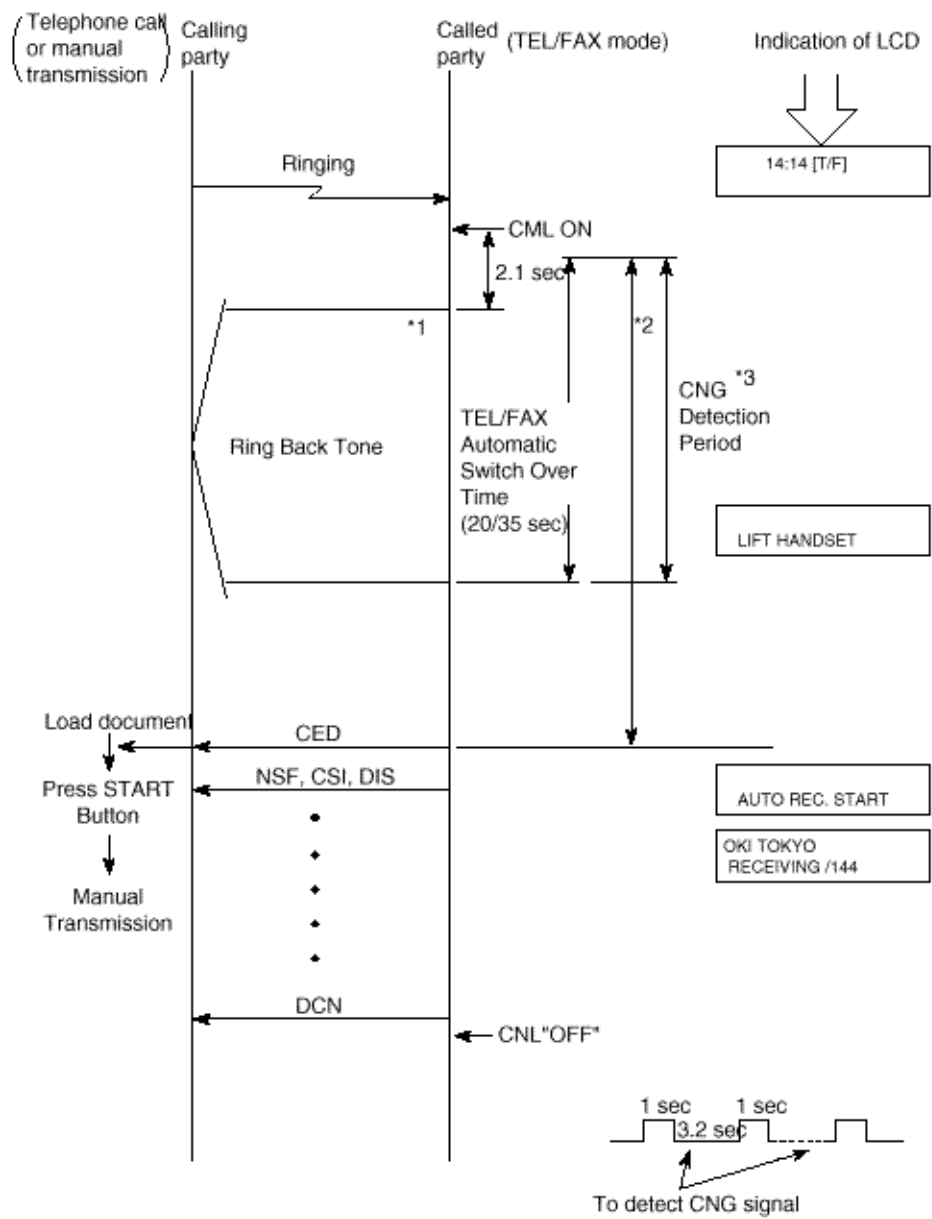 (Telephone call
or manual
transmission)
Calling
party
Called
party
(TEL/FAX mode)
Indication of LCD
14:14 [T/F]
Ringing
CML ON
2.1 sec
*1
*2
CNG *3
Detection
Period
Ring Back Tone
TEL/FAX
Automatic
Switch Over
Time
(20/35 sec)
LIFT HANDSET
Load document
CED
NSF, CSI, DIS
Press START
Button
AUTO REC. START
OKI TOKYO
RECEIVING /144
Manual
Transmission
DCN
CNL"OFF"
1 sec
1 sec
3.2 sec
To detect CNG signal